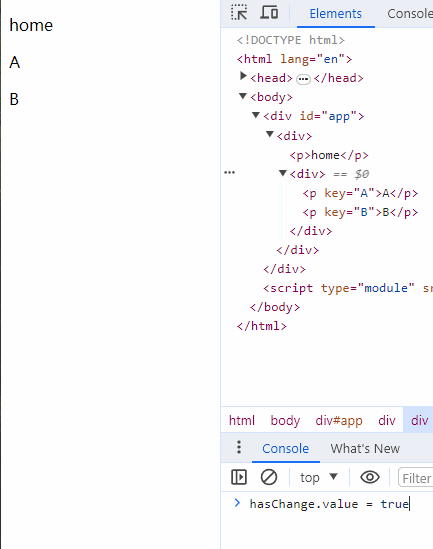 home
A
B
Elements
Console
<!DOCTYPE html>
<html lang="en">
<head> ⋯ </head>
<body>
<div id="app">
<div>
<p>home</p>
<div> == $0
<p key="A">A</p>
<p key="B">B</p>
</div>
</div>
</div>
<script type="module" sr
</body>
</html>
html body div#app div div
Console What's New
top Filter
hasChange.value = true